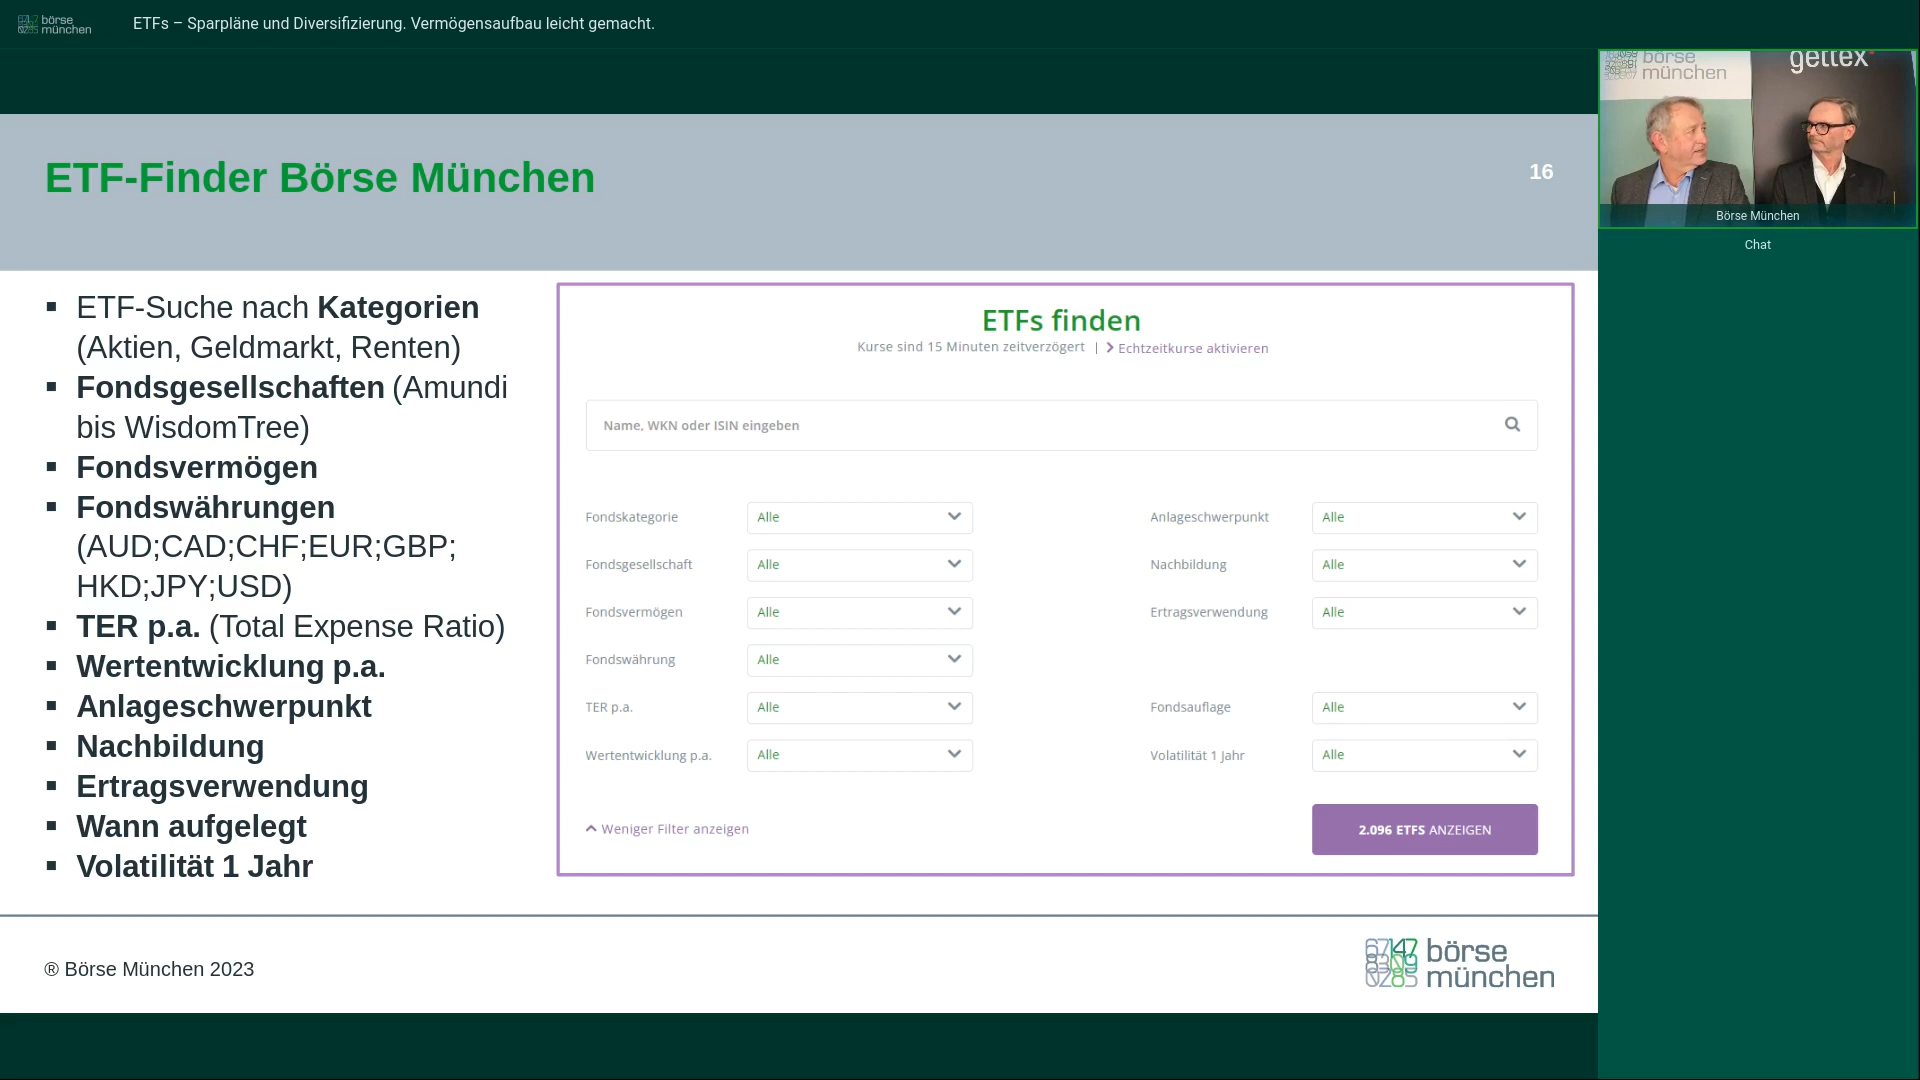 börse
münchen
ETFs – Sparpläne und Diversifizierung. Vermögensaufbau leicht gemacht.
ETF-Finder Börse München
16
▪ ETF-Suche nach Kategorien
(Aktien, Geldmarkt, Renten)
▪ Fondsgesellschaften (Amundi
bis WisdomTree)
▪ Fondsvermögen
▪ Fondswährungen
(AUD;CAD;CHF;EUR;GBP;
HKD;JPY;USD)
▪ TER p.a. (Total Expense Ratio)
▪ Wertentwicklung p.a.
▪ Anlageschwerpunkt
▪ Nachbildung
▪ Ertragsverwendung
▪ Wann aufgelegt
▪ Volatilität 1 Jahr
ETFs finden
Kurse sind 15 Minuten zeitverzögert | Echtzeitkurse aktivieren
Name, WKN oder ISIN eingeben
Fondskategorie Alle Anlageschwerpunkt Alle
Fondsgesellschaft Alle Nachbildung Alle
Fondsvermögen Alle Ertragsverwendung Alle
Fondswährung Alle
TER p.a. Alle Fondsauflage Alle
Wertentwicklung p.a. Alle Volatilität 1 Jahr Alle
Weniger Filter anzeigen
2.096 ETFS ANZEIGEN
® Börse München 2023
börse
münchen
börse
münchen
gettex
Börse München
Chat